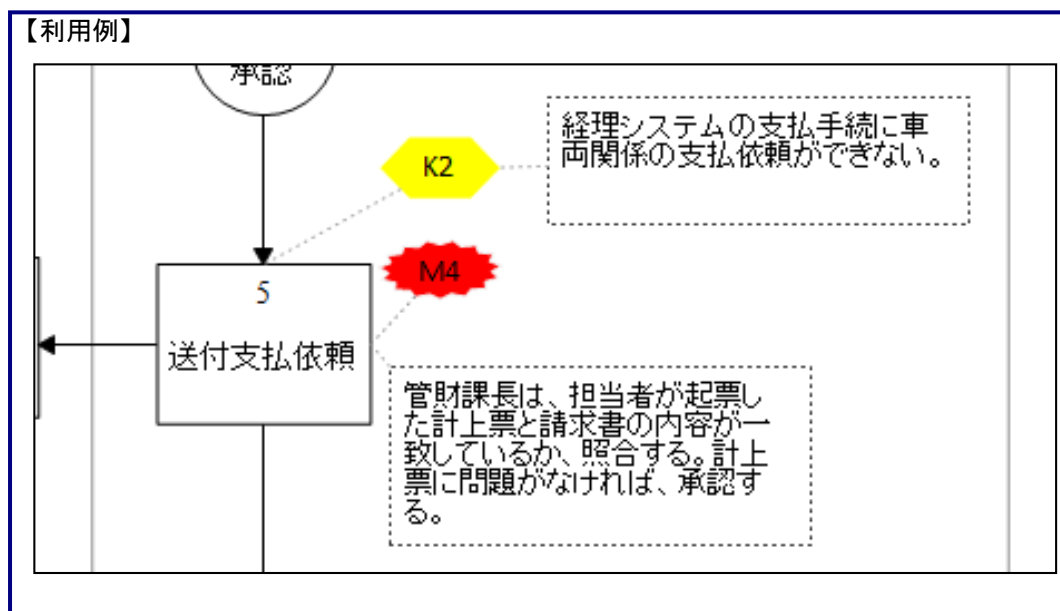 【利用例】
承認
経理システムの支払手続に車
両関係の支払依頼ができない。
K2
M4
5
送付支払依頼
管財課長は、担当者が起票し
た計上票と請求書の内容が一
致しているか、照合する。計上
票に問題がなければ、承認す
る。